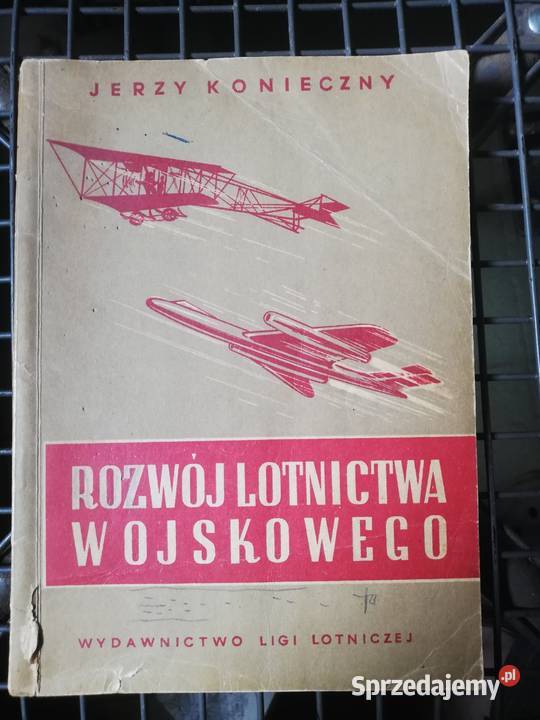 JERZY KONIECZNY
ROZWÓJ LOTNICTWA
WOJSKOWEGO
WYDAWNICTWO LIGI LOTNICZEJ
Sprzedajemy.pl